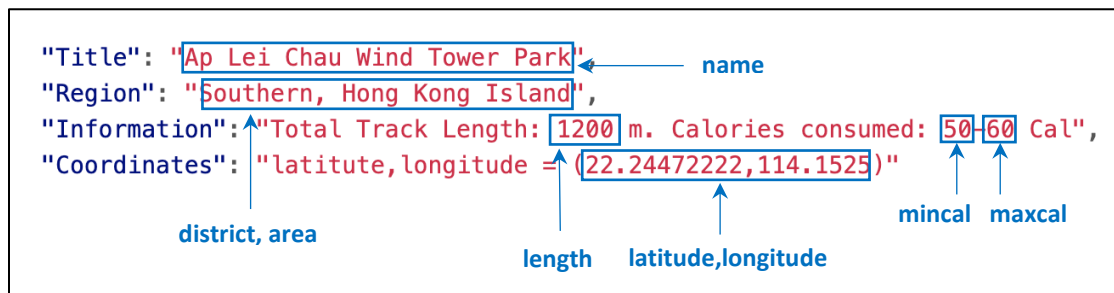 "Title": "Ap Lei Chau Wind Tower Park",
name
"Region": "Southern, Hong Kong Island",
"Information": "Total Track Length: 1200 m. Calories consumed: 50-60 Cal",
"Coordinates": "latitute,longitude = (22.24472222,114.1525)"
district, area
length
latitude,longitude
mincal
maxcal